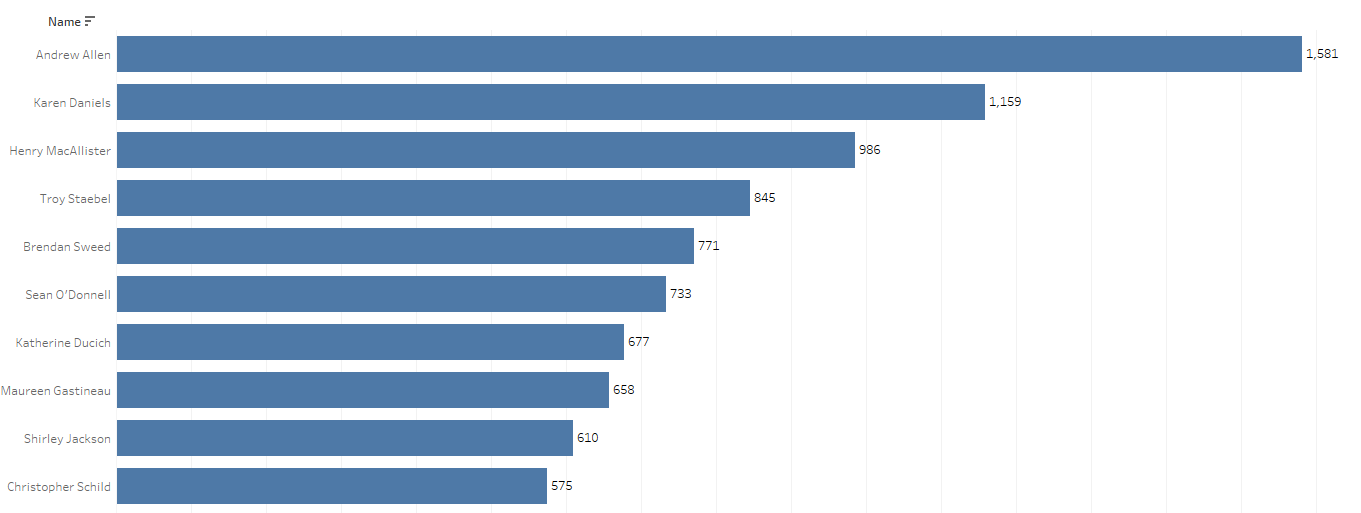 Name
Andrew Allen 1,581
Karen Daniels 1,159
Henry MacAllister 986
Troy Staebel 845
Brendan Sweed 771
Sean O'Donnell 733
Katherine Ducich 677
Maureen Gastineau 658
Shirley Jackson 610
Christopher Schild 575